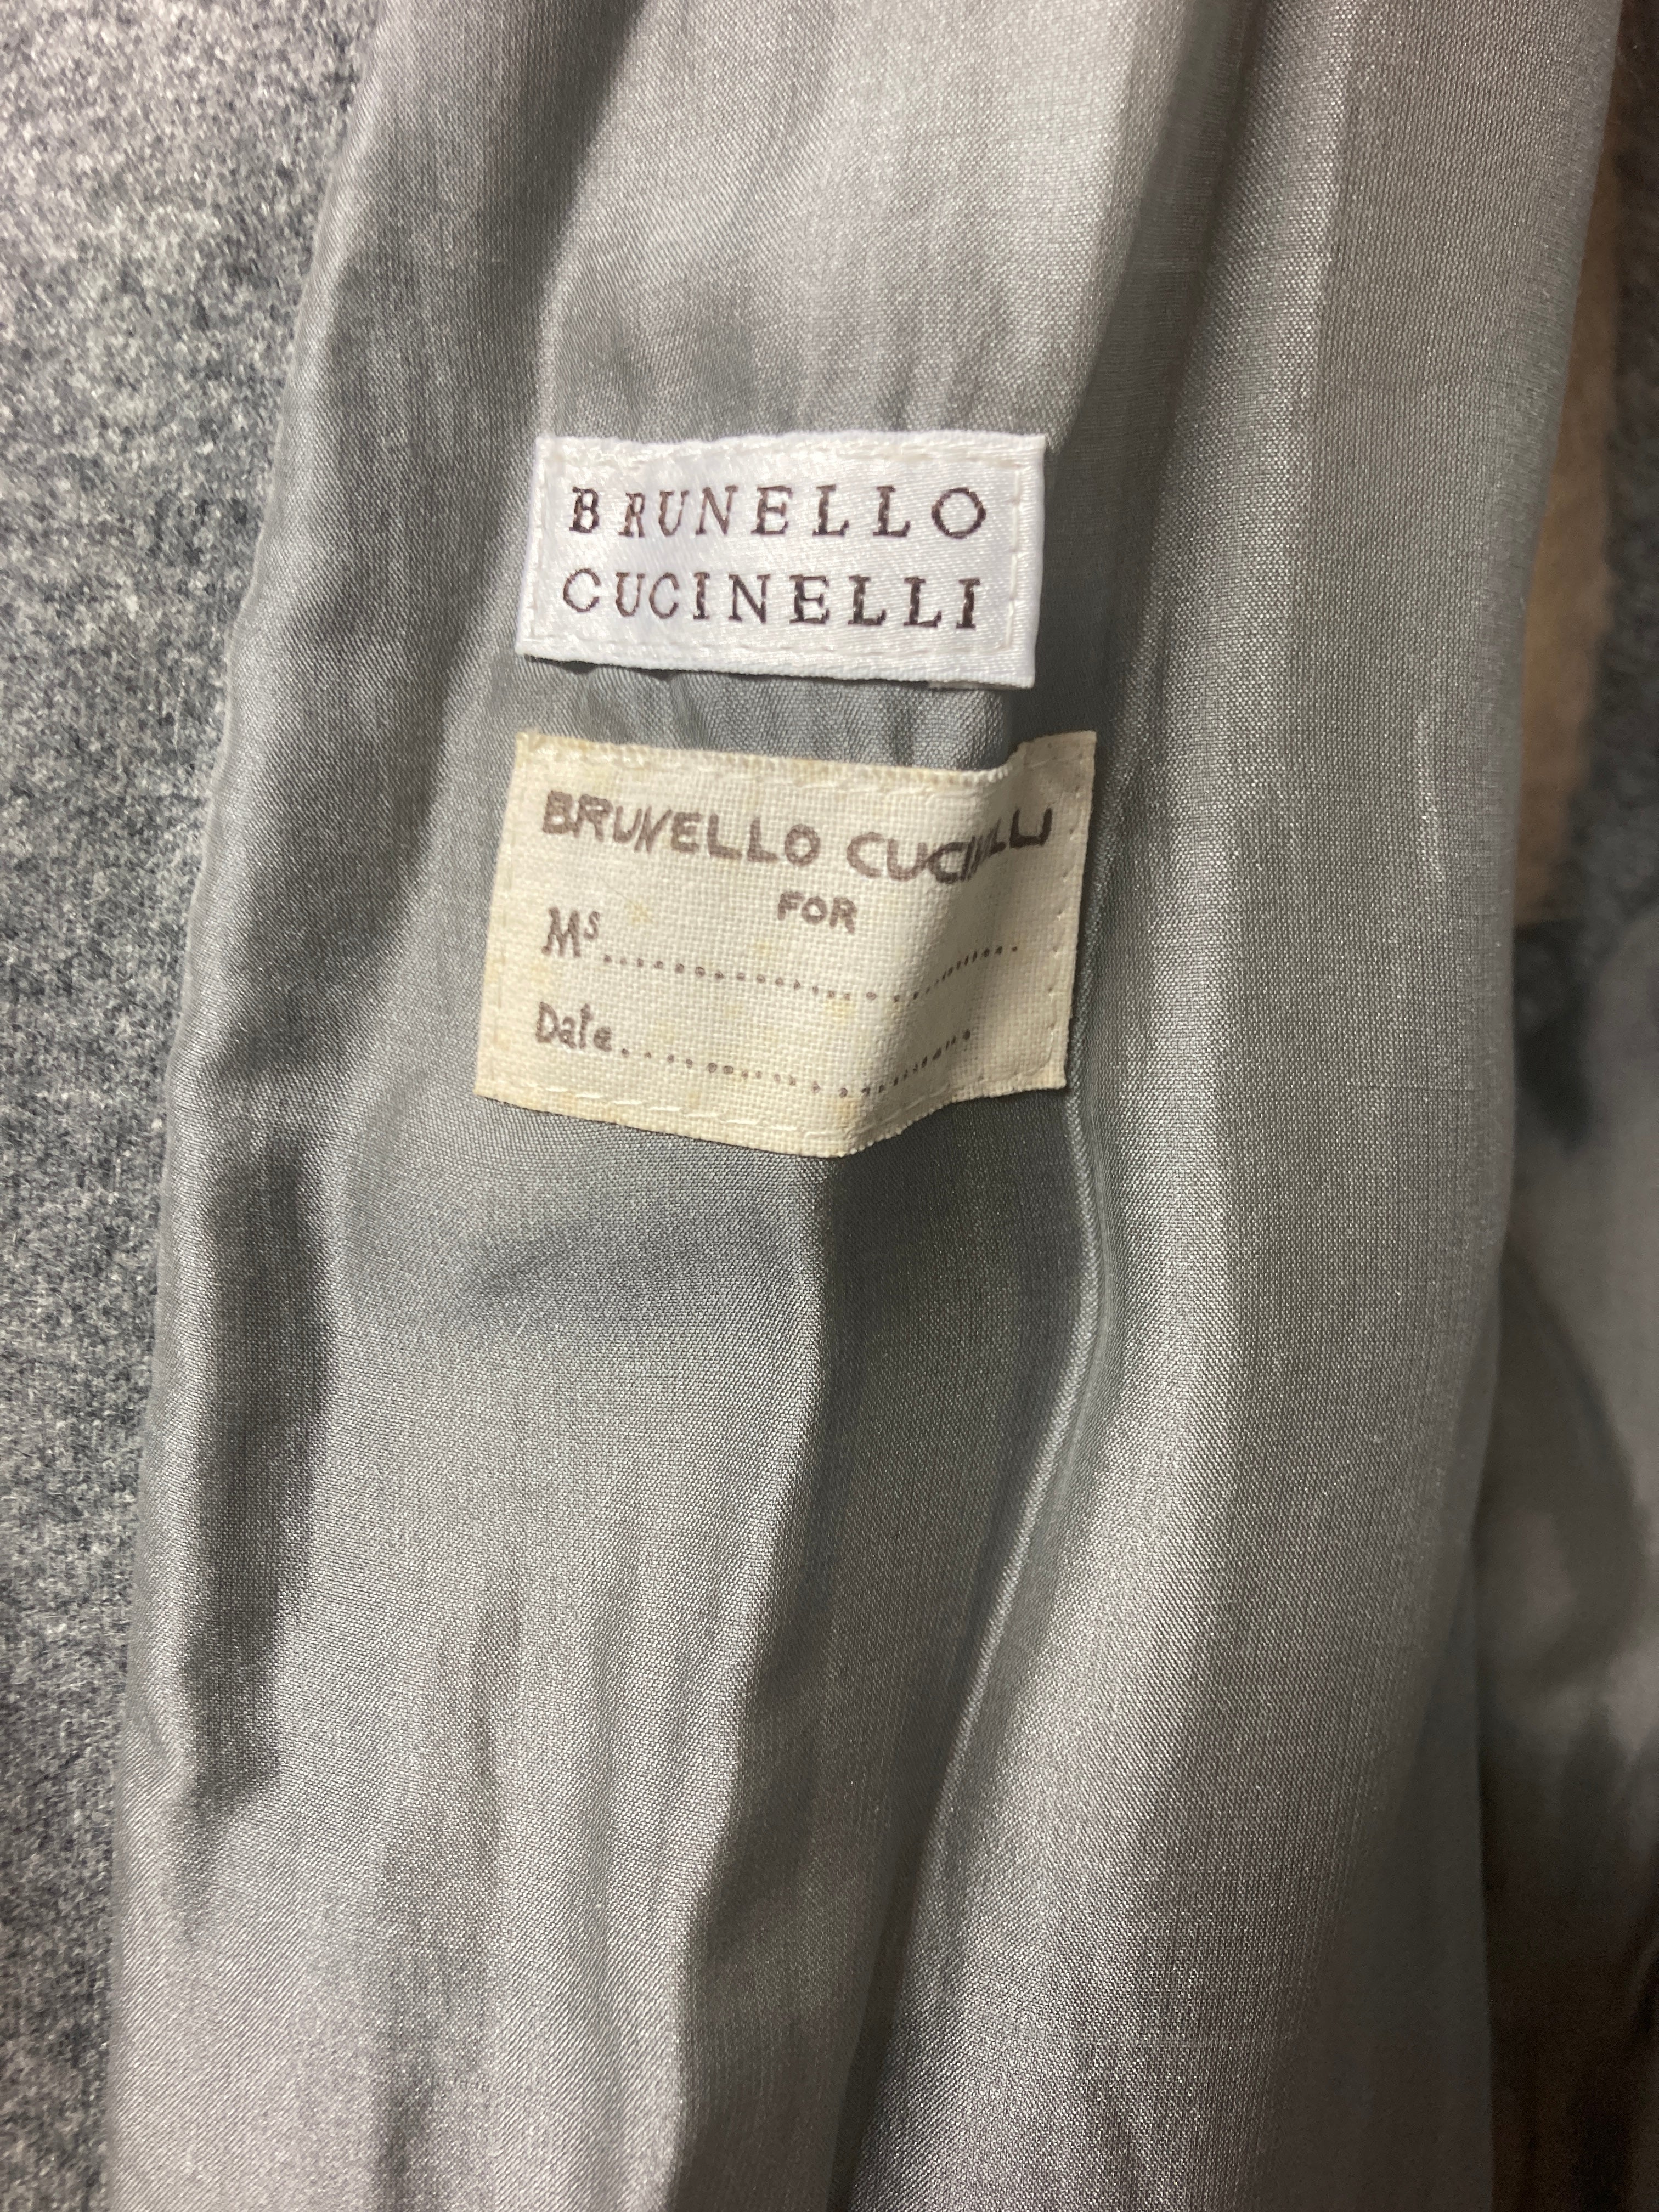 BRUNELLO
CUCINELLI
BRUNELLO CUCINELLI
FOR
Ms........................
Date........................